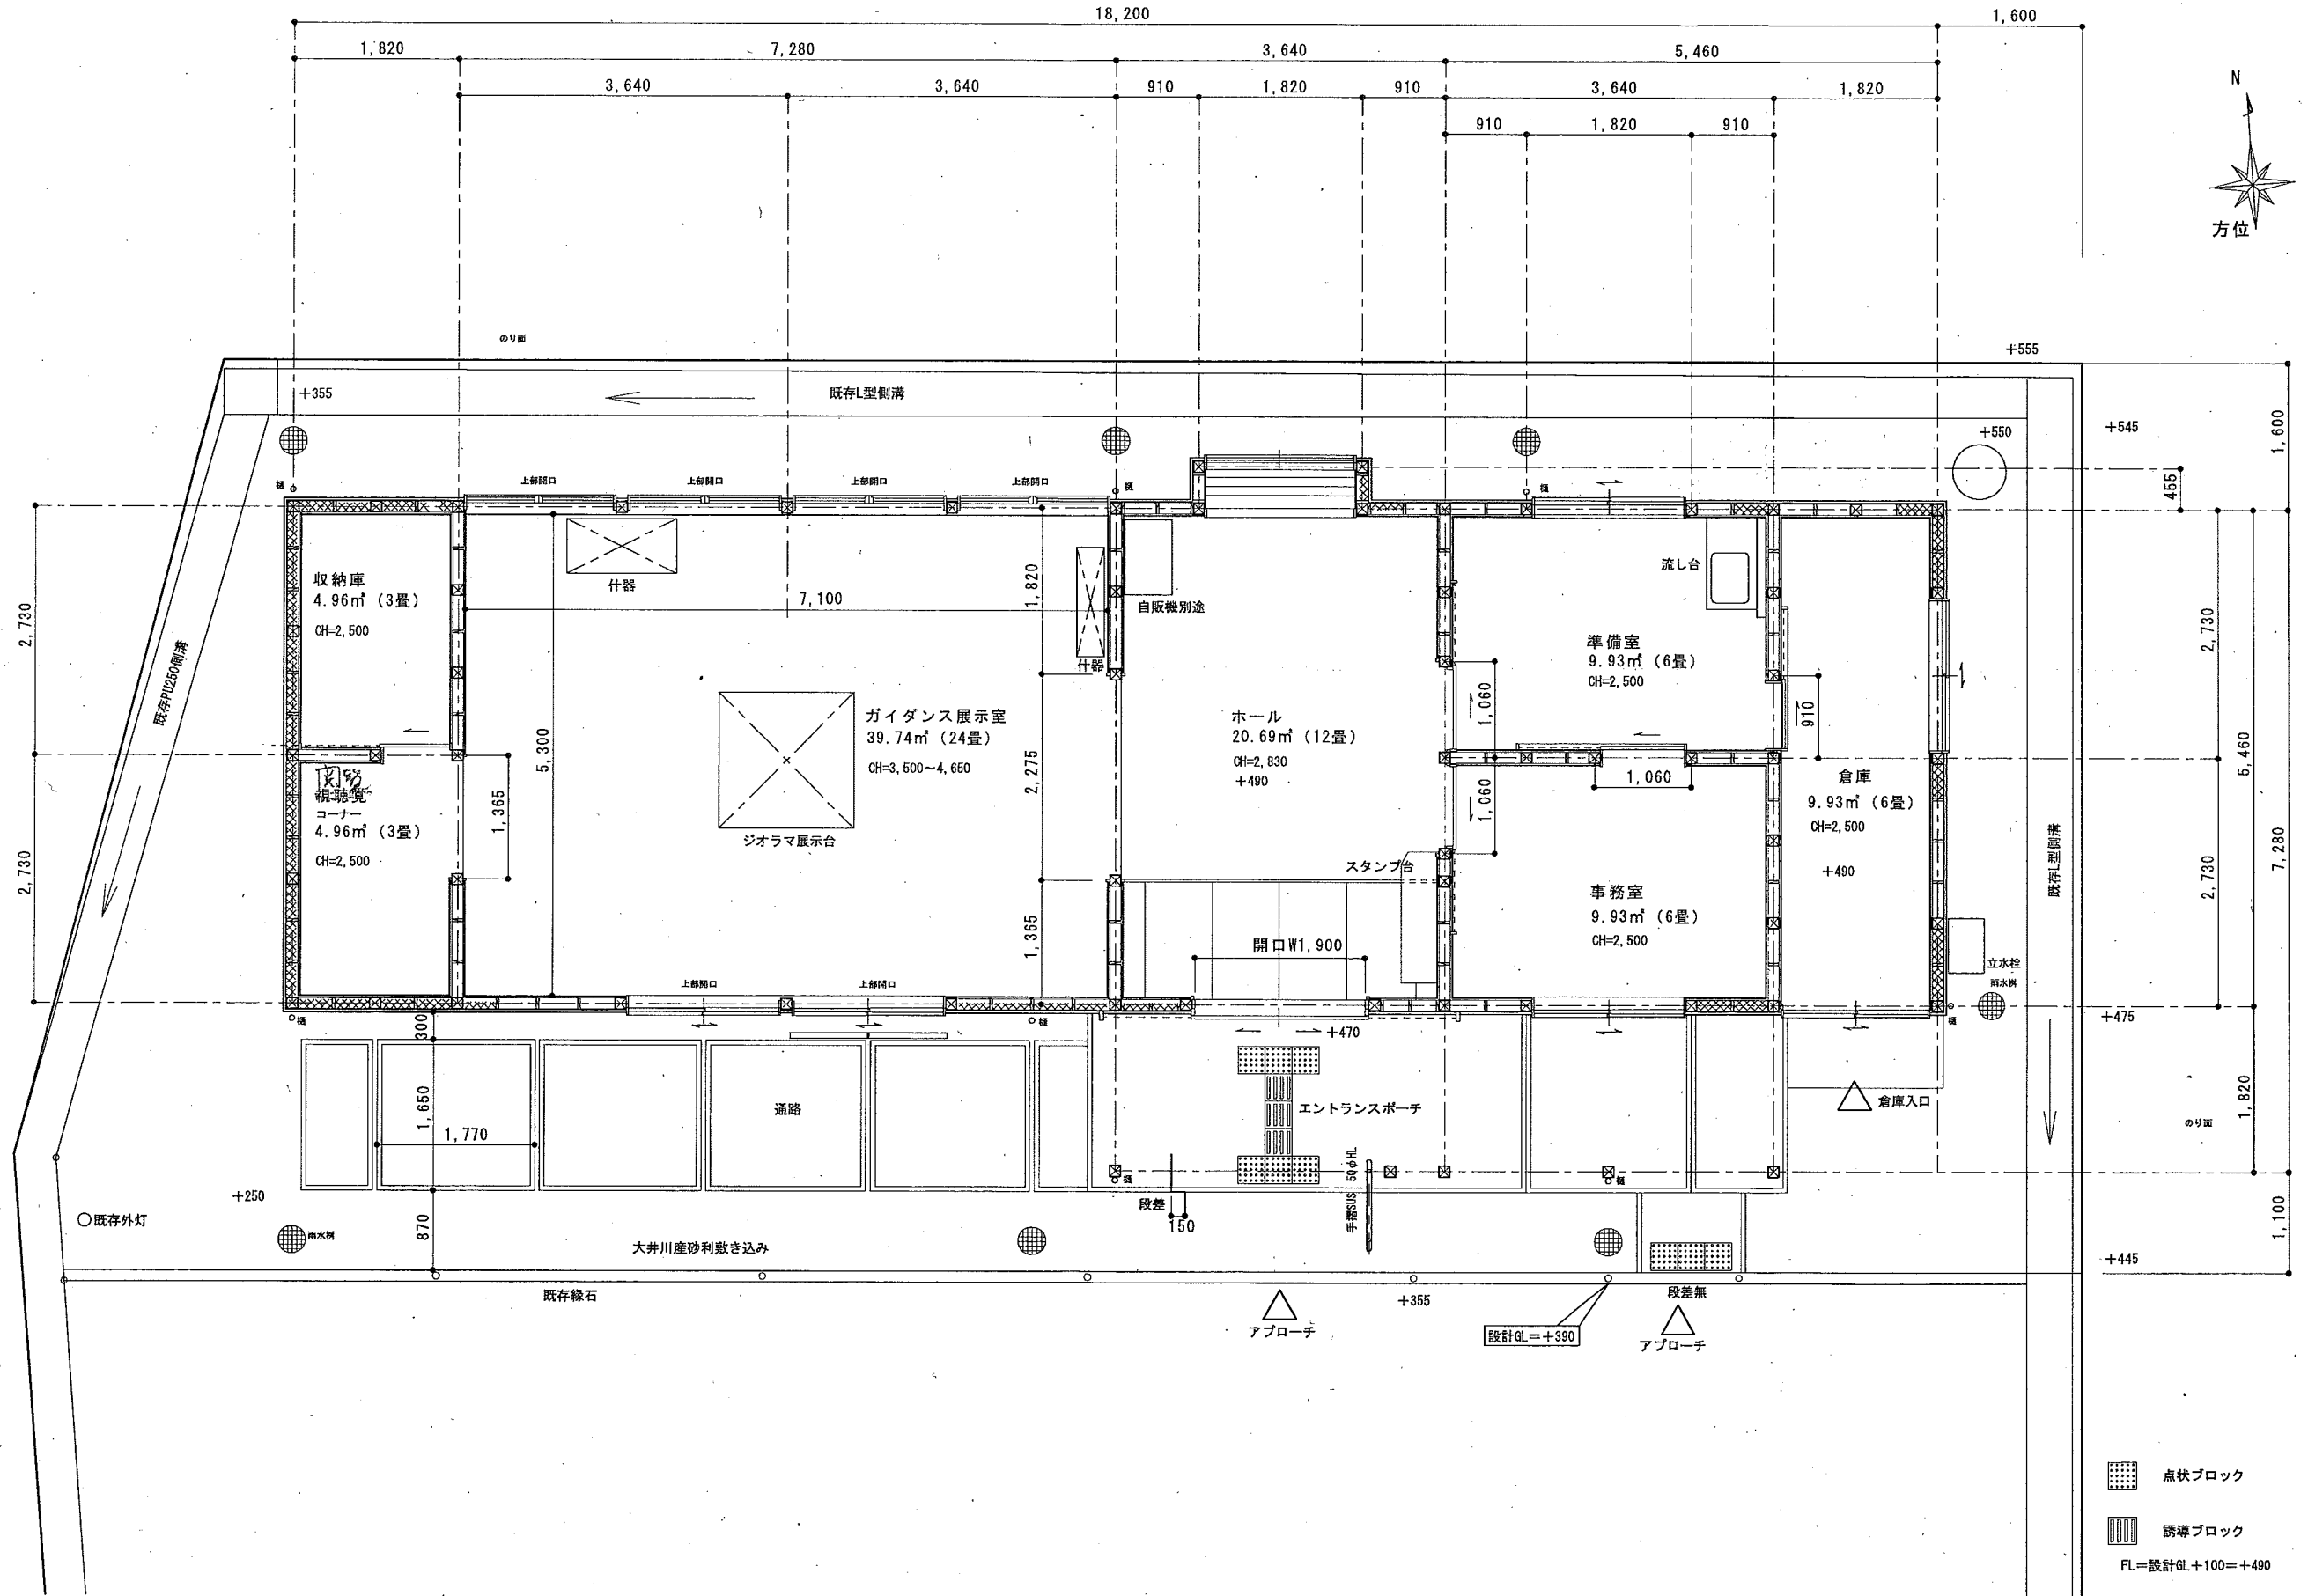 18,200
1,600
1,820
7,280
3,640
5,460
3,640
3,640
910
1,820
910
3,640
1,820
910
1,820
910
N
方位
のり面
+555
+355
既存L型側溝
+545
1,600
+550
455
樋
上部開口
上部開口
上部開口
上部開口
樋
樋
収納庫
4.96㎡ (3畳)
CH=2,500
什器
7,100
1,820
什器
自販機別途
流し台
準備室
9.93㎡ (6畳)
CH=2,500
2,730
2,730
既存PU250側溝
5,300
ガイダンス展示室
39.74㎡ (24畳)
CH=3,500～4,650
ジオラマ展示台
2,275
ホール
20.69㎡ (12畳)
CH=2,830
+490
1,060
910
1,060
1,060
倉庫
9.93㎡ (6畳)
CH=2,500
+490
5,460
7,280
視聴覚
コーナー
4.96㎡ (3畳)
CH=2,500
1,365
2,730
1,365
スタンプ台
事務室
9.93㎡ (6畳)
CH=2,500
2,730
既存L型側溝
開口W1,900
上部開口
上部開口
立水栓
雨水桝
+475
樋
300
樋
+470
樋
1,650
1,770
通路
エントランスポーチ
倉庫入口
1,820
のり面
+250
既存外灯
雨水桝
870
大井川産砂利敷き込み
樋
段差
150
手摺SUS 50φHL
樋
1,100
+445
既存縁石
アプローチ
+355
設計GL=+390
段差無
アプローチ
点状ブロック
誘導ブロック
FL=設計GL+100=+490